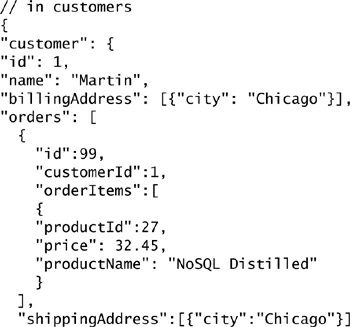 // in customers
{
"customer": {
"id": 1,
"name": "Martin",
"billingAddress": [{"city": "Chicago"}],
"orders": [
  {
    "id":99,
    "customerId":1,
    "orderItems":[
    {
    "productId":27,
    "price": 32.45,
    "productName": "NoSQL Distilled"
    }
  ],
  "shippingAddress":[{"city":"Chicago"}]